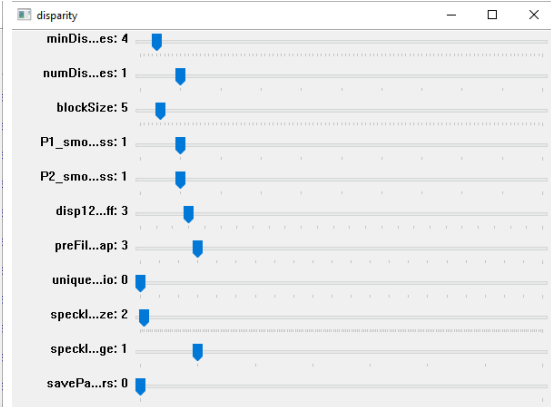 disparity
minDis...es: 4
numDis...es: 1
blockSize: 5
P1_smo...ss: 1
P2_smo...ss: 1
disp12...ff: 3
preFil...ap: 3
unique...io: 0
speckl...ze: 2
speckl...ge: 1
savePa...rs: 0